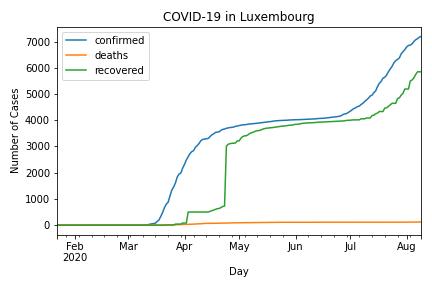 COVID-19 in Luxembourg
confirmed
deaths
recovered
Number of Cases
7000
6000
5000
4000
3000
2000
1000
0
Feb Mar Apr May Jun Jul Aug
2020
Day